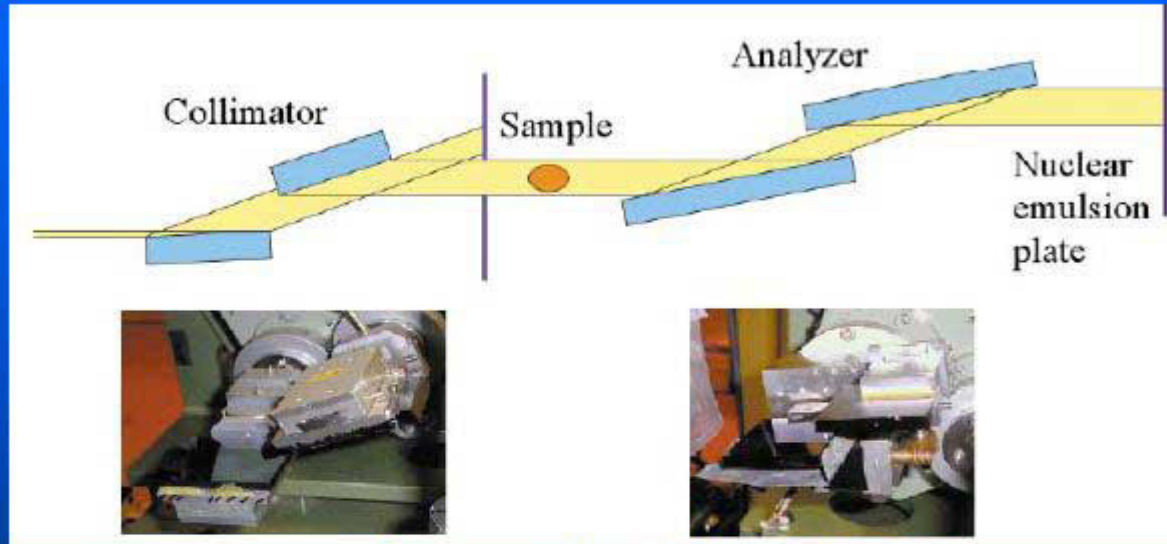 Analyzer
Collimator
Sample
Nuclear
emulsion
plate